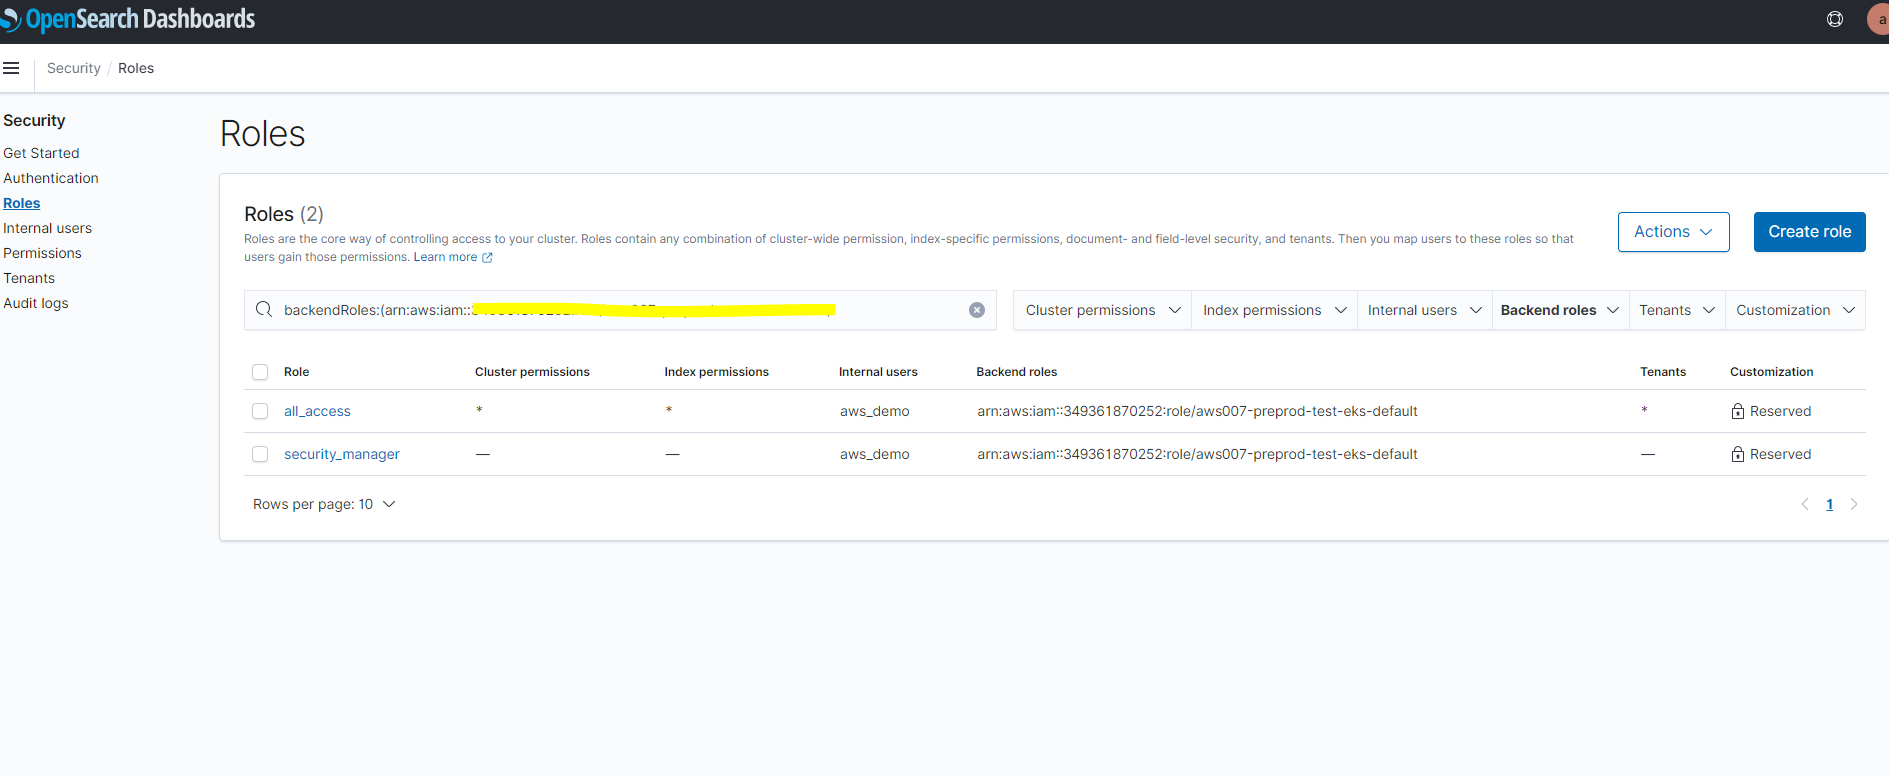 OpenSearch Dashboards
a
Security / Roles
Security
Get Started
Authentication
Roles
Internal users
Permissions
Tenants
Audit logs
Roles
Roles (2)
Roles are the core way of controlling access to your cluster. Roles contain any combination of cluster-wide permission, index-specific permissions, document- and field-level security, and tenants. Then you map users to these roles so that
users gain those permissions. Learn more
Actions
Create role
backendRoles:(arn:aws:iam::
Cluster permissions
Index permissions
Internal users
Backend roles
Tenants
Customization
Role Cluster permissions Index permissions Internal users Backend roles Tenants Customization
all_access * * aws_demo arn:aws:iam::349361870252:role/aws007-preprod-test-eks-default * Reserved
security_manager — — aws_demo arn:aws:iam::349361870252:role/aws007-preprod-test-eks-default — Reserved
Rows per page: 10
1